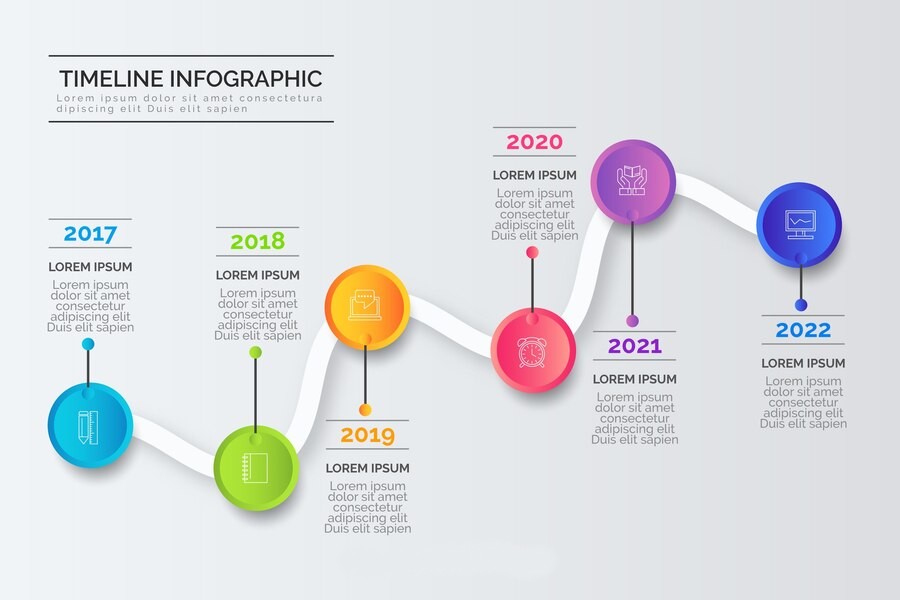 TIMELINE INFOGRAPHIC
Lorem ipsum dolor sit amet consectetura
dipiscing elit Duis elit sapien
2017
LOREM IPSUM
Lorem ipsum
dolor sit amet
adipiscing elit
Duis elit sapien
2018
LOREM IPSUM
Lorem ipsum
dolor sit amet
consectetur
adipiscing elit
Duis elit sapien
2019
LOREM IPSUM
Lorem ipsum
dolor sit amet
consectetur
adipiscing elit
Duis elit sapien
2020
LOREM IPSUM
Lorem ipsum
dolor sit amet
consectetur
adipiscing elit
Duis elit sapien
2021
LOREM IPSUM
Lorem ipsum
dolor sit amet
consectetur
adipiscing elit
Duis elit sapien
2022
LOREM IPSUM
Lorem ipsum
dolor sit amet
consectetur
adipiscing elit
Duis elit sapien